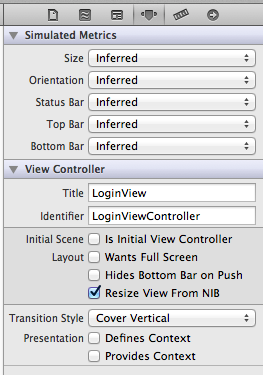 Simulated Metrics
Size Inferred
Orientation Inferred
Status Bar Inferred
Top Bar Inferred
Bottom Bar Inferred
View Controller
Title LoginView
Identifier LoginViewController
Initial Scene Is Initial View Controller
Layout Wants Full Screen
Hides Bottom Bar on Push
Resize View From NIB
Transition Style Cover Vertical
Presentation Defines Context
Provides Context